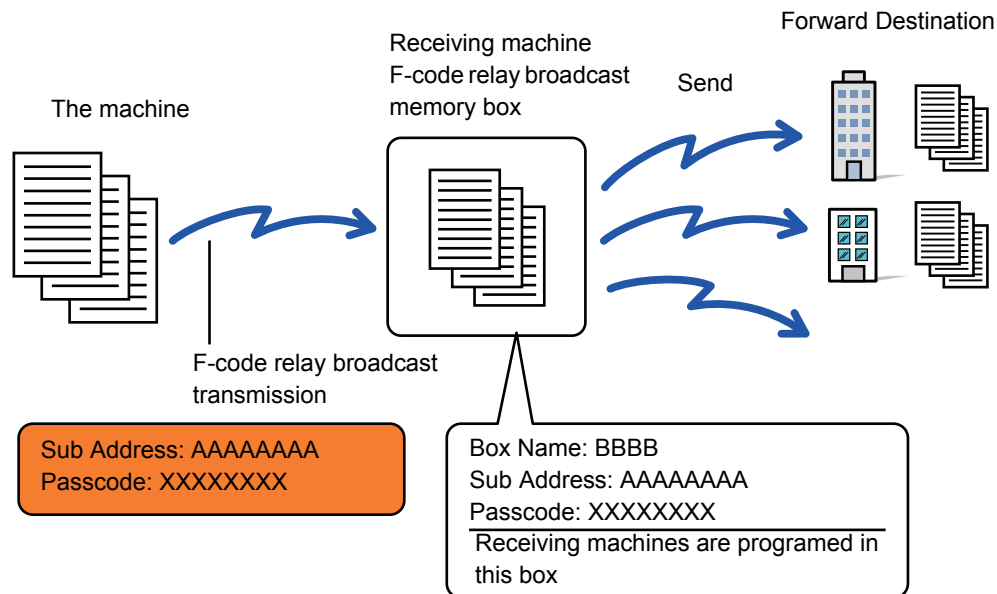 Forward Destination
Receiving machine
F-code relay broadcast
memory box
Send
The machine
F-code relay broadcast
transmission
Sub Address: AAAAAAAA
Passcode: XXXXXXXX
Box Name: BBBB
Sub Address: AAAAAAAA
Passcode: XXXXXXXX
Receiving machines are programed in
this box